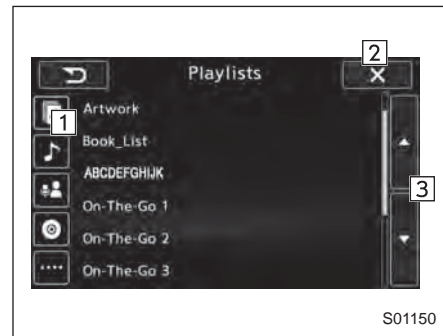 2
Playlists
X
Artwork
1
Book_List
ABCDEFGHIJK
3
On-The-Go 1
On-The-Go 2
On-The-Go 3
S01150